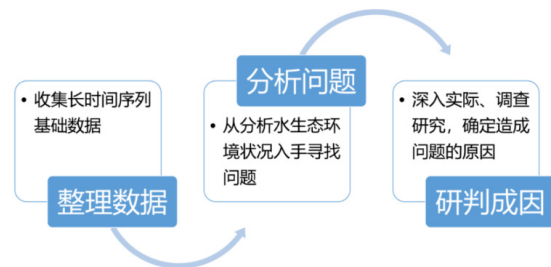 • 收集长时间序列
基础数据
整理数据
分析问题
• 从分析水生态环
境状况入手寻找
问题
• 深入实际、调查
研究，确定造成
问题的原因
研判成因